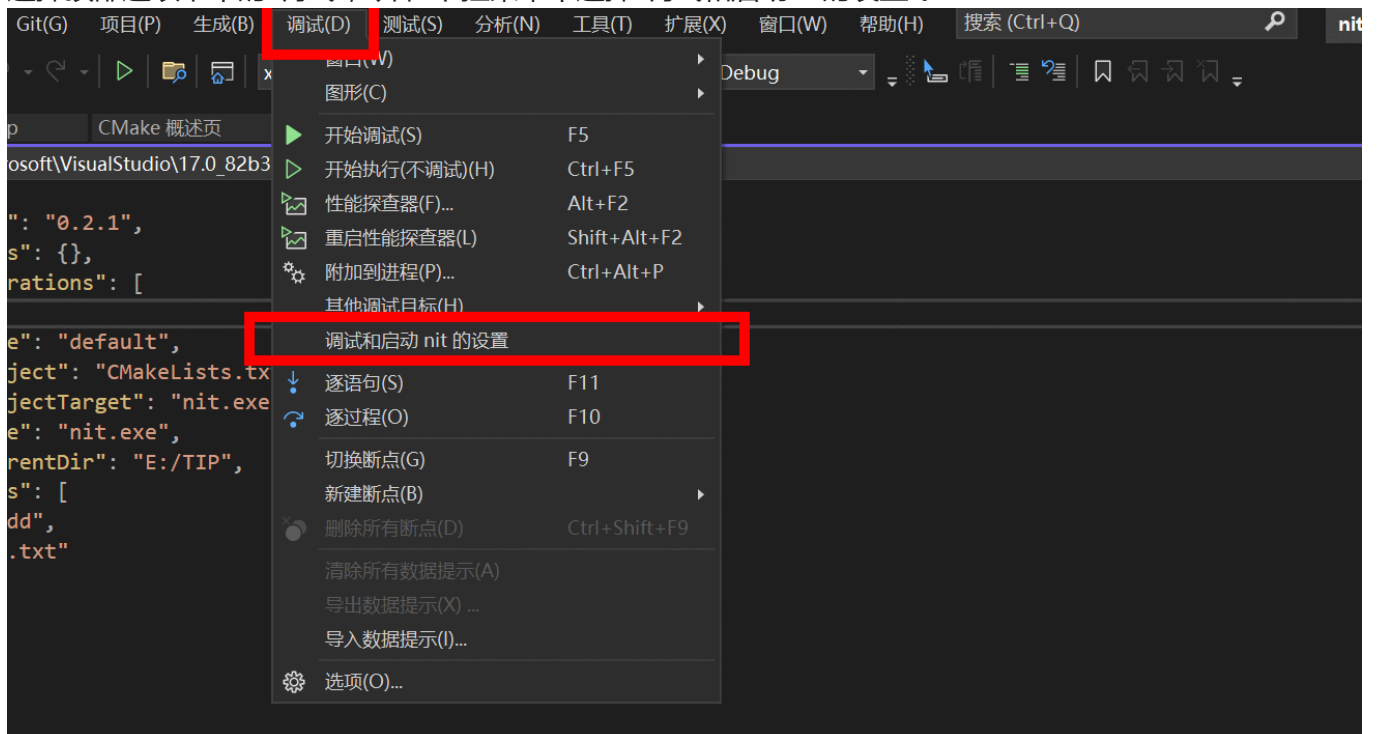 Git(G) 项目(P) 生成(B) 调试(D) 测试(S) 分析(N) 工具(T) 扩展(X) 窗口(W) 帮助(H) 搜索 (Ctrl+Q) nit
Debug
窗口(W)
图形(C)
p CMake 概述页
开始调试(S) F5
osoft\VisualStudio\17.0_82b3
开始执行(不调试)(H) Ctrl+F5
性能探查器(F)... Alt+F2
": "0.2.1",
重启性能探查器(L) Shift+Alt+F2
s": {},
附加到进程(P)... Ctrl+Alt+P
rations": [
其他调试目标(H)
e": "default",
调试和启动 nit 的设置
ject": "CMakeLists.tx
逐语句(S) F11
jectTarget": "nit.exe
逐过程(O) F10
e": "nit.exe",
rentDir": "E:/TIP",
切换断点(G) F9
s": [
新建断点(B)
dd",
删除所有断点(D) Ctrl+Shift+F9
.txt"
清除所有数据提示(A)
导出数据提示(X) ...
导入数据提示(I)...
选项(O)...